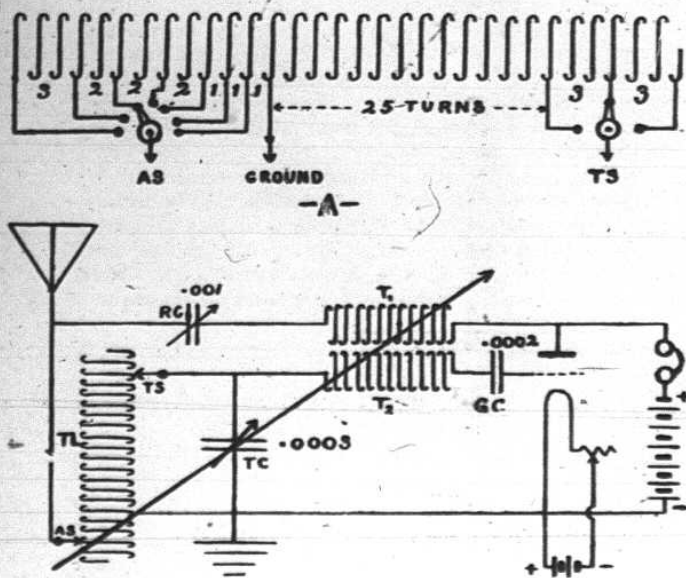 3 2 2 2 1 1 1 25 TURNS 3 3
AS GROUND TS
-A-
.001
RC
T₁
.0002
TS
T₂
GC
+
TL
TC
.0003
AS
-
+ -